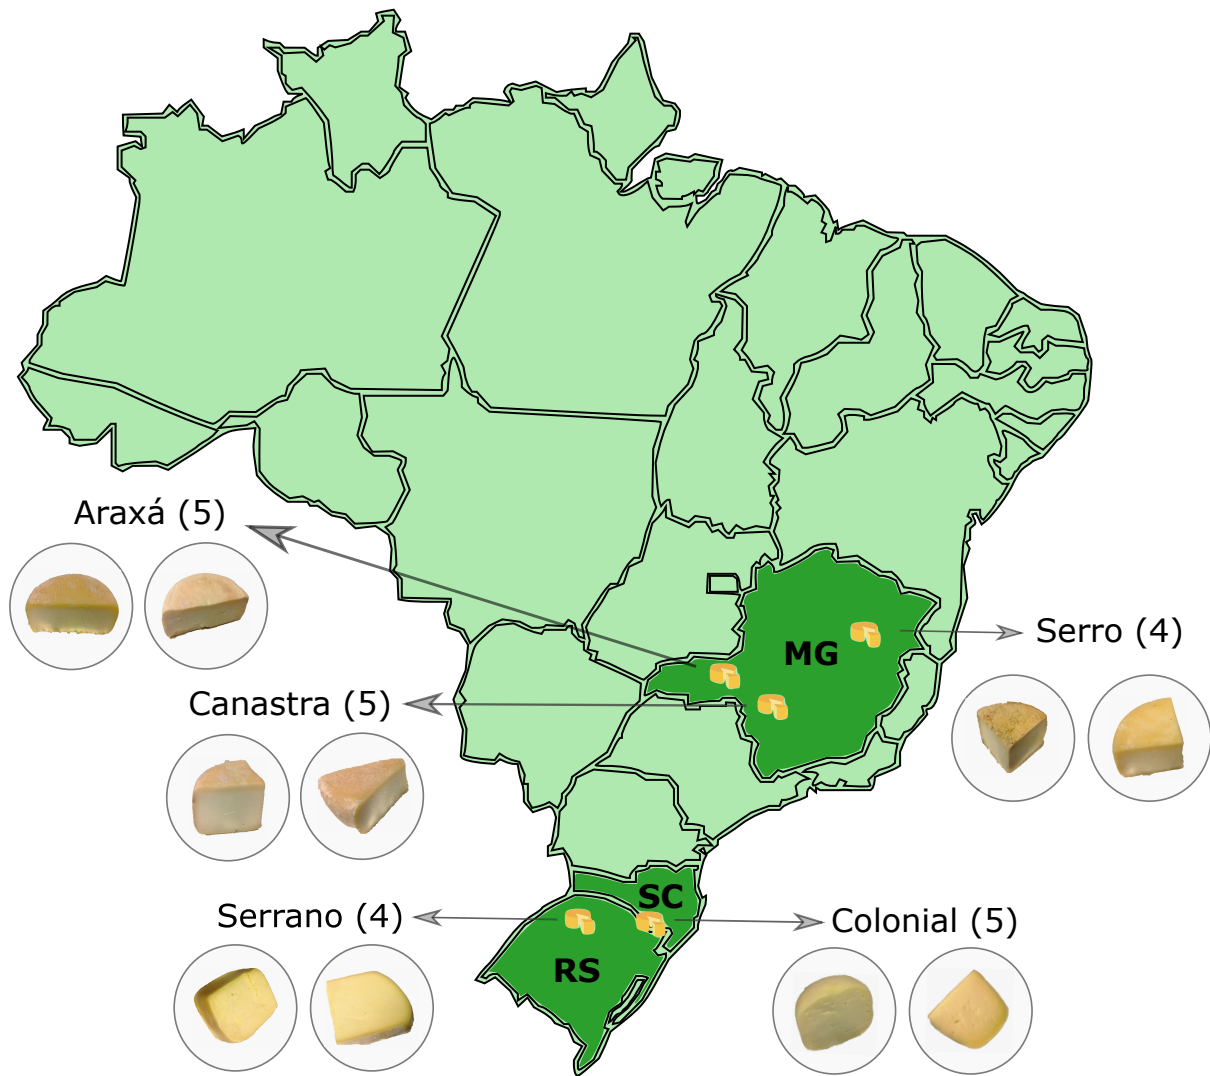 Araxá (5)
MG
Serro (4)
Canastra (5)
SC
Serrano (4)
Colonial (5)
RS